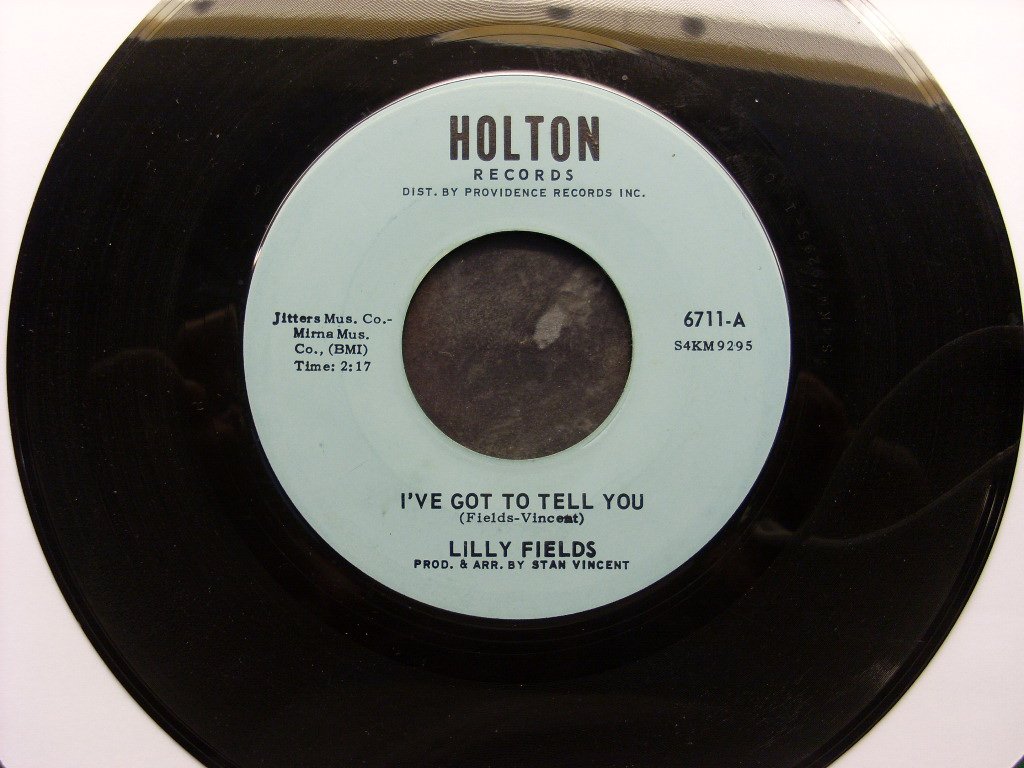 HOLTON
RECORDS
DIST. BY PROVIDENCE RECORDS INC.
Jitters Mus. Co.-
Mirna Mus.
Co., (BMI)
Time: 2:17
6711-A
S4KM9295
I'VE GOT TO TELL YOU
(Fields-Vincent)
LILLY FIELDS
PROD. & ARR. BY STAN VINCENT